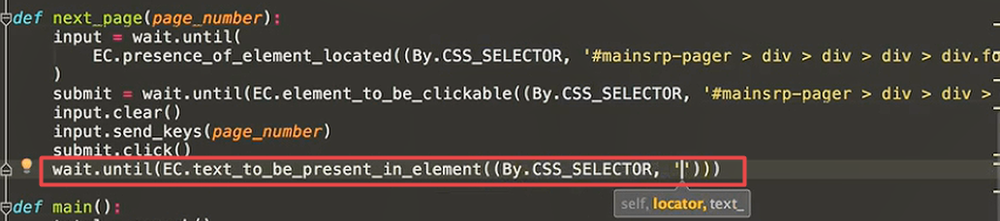 def next_page(page_number):
input = wait.until(
EC.presence_of_element_located((By.CSS_SELECTOR, '#mainsrp-pager > div > div > div > div.fo
)
submit = wait.until(EC.element_to_be_clickable((By.CSS_SELECTOR, '#mainsrp-pager > div > div >
input.clear()
input.send_keys(page_number)
submit.click()
wait.until(EC.text_to_be_present_in_element((By.CSS_SELECTOR, '')))
self, locator, text_
def main():